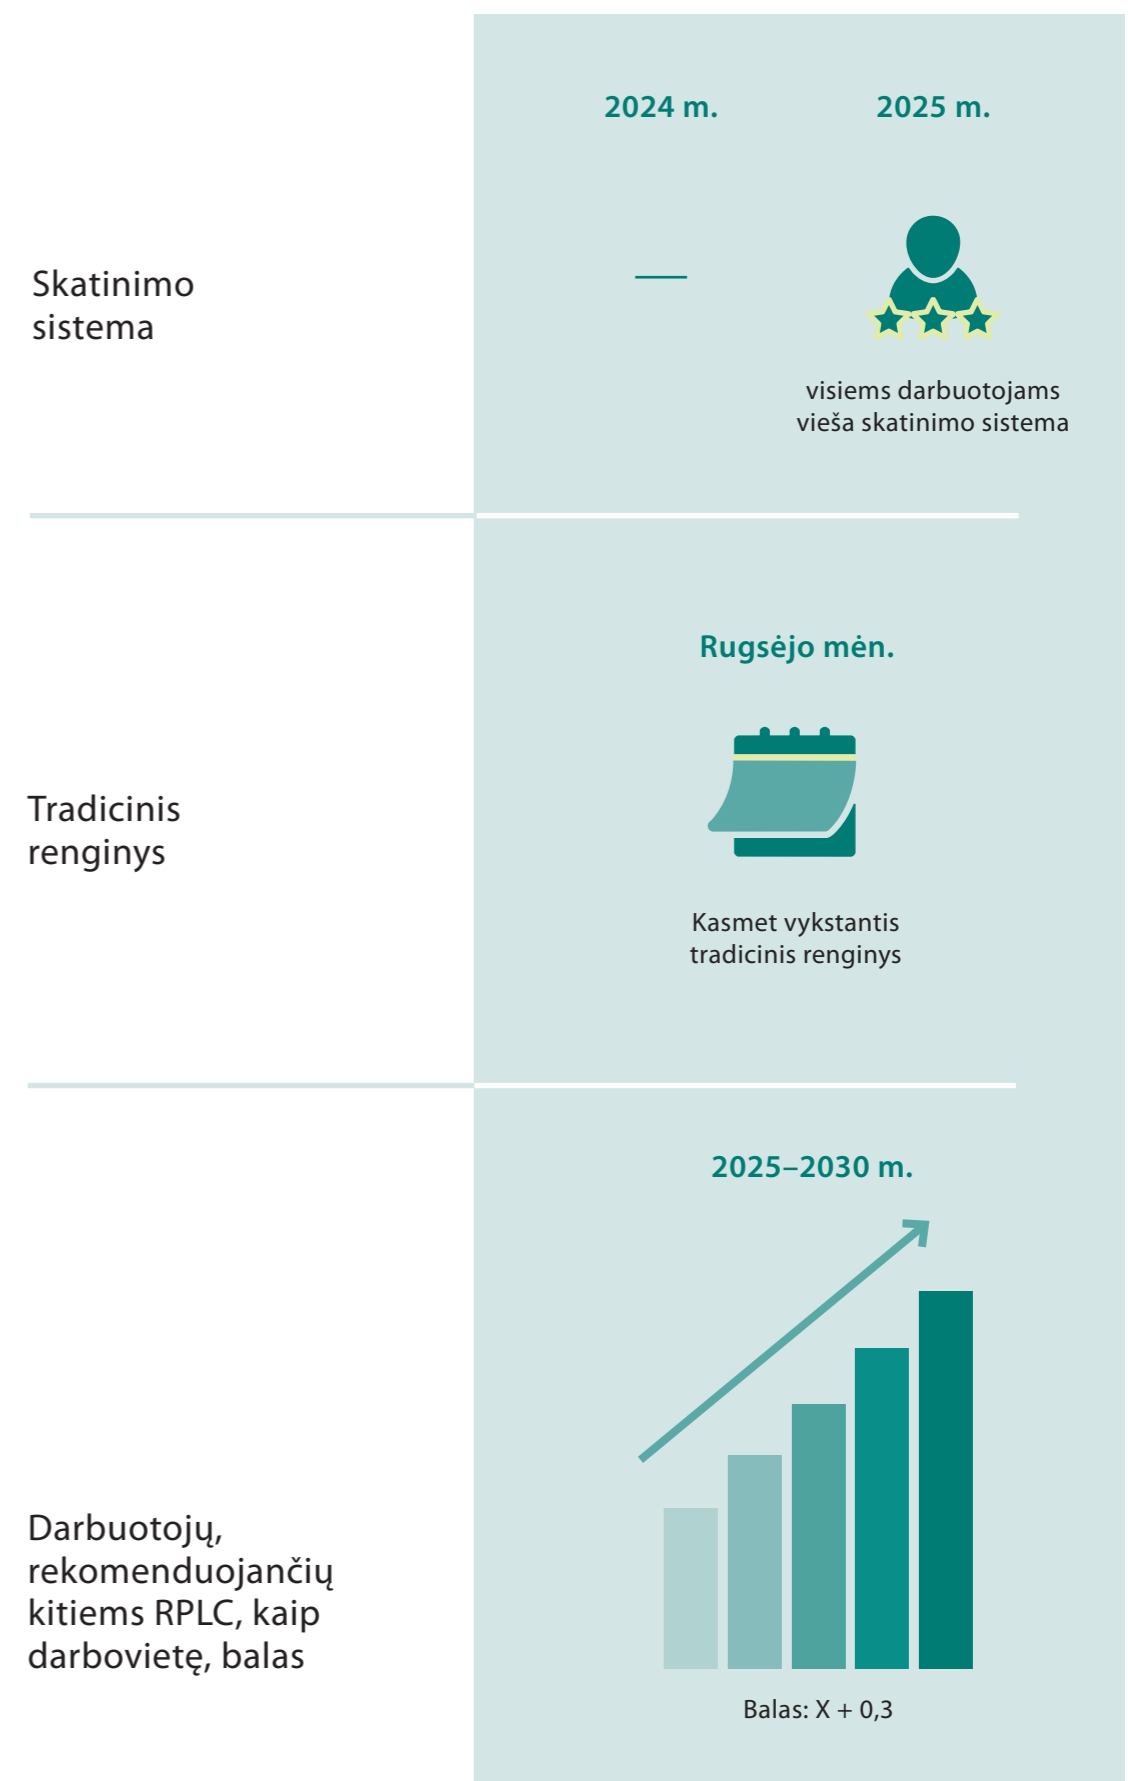 2024 m.
2025 m.
Skatinimo
sistema
—
visiems darbuotojams
vieša skatinimo sistema
Rugsėjo mėn.
Tradicinis
renginys
Kasmet vykstantis
tradicinis renginys
2025–2030 m.
Darbuotojų,
rekomenduojančių
kitiems RPLC, kaip
darbovietę, balas
Balas: X + 0,3